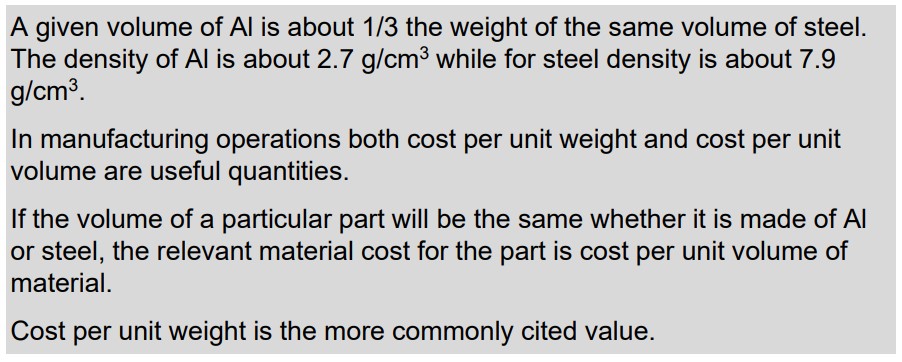 A given volume of Al is about 1/3 the weight of the same volume of steel.
The density of Al is about 2.7 g/cm³ while for steel density is about 7.9
g/cm³.
In manufacturing operations both cost per unit weight and cost per unit
volume are useful quantities.
If the volume of a particular part will be the same whether it is made of Al
or steel, the relevant material cost for the part is cost per unit volume of
material.
Cost per unit weight is the more commonly cited value.